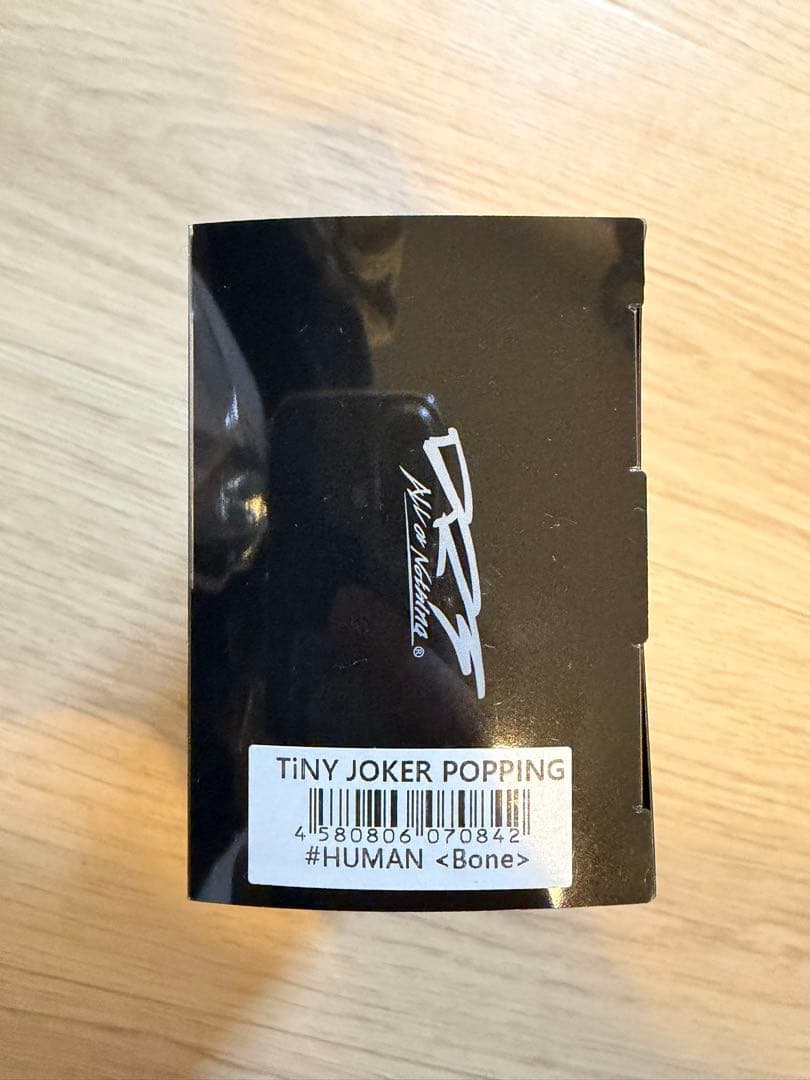 DRT
All or Nothing®
TiNY JOKER POPPING
4 580806 070842
#HUMAN <Bone>